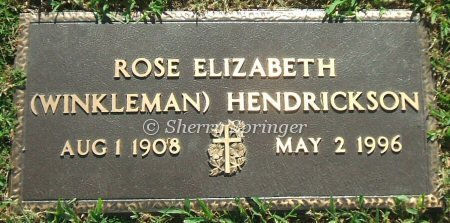 ROSE ELIZABETH
(WINKLEMAN) HENDRICKSON
© Sherry Springer
AUG 1 1908 MAY 2 1996